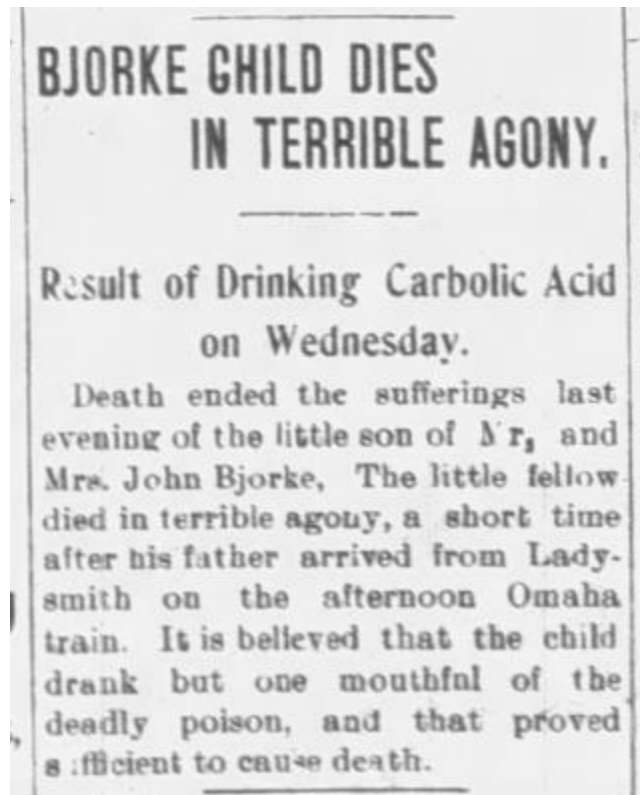 BJORKE CHILD DIES
IN TERRIBLE AGONY.
Result of Drinking Carbolic Acid
on Wednesday.
Death ended the sufferings last
evening of the little son of Mr, and
Mrs. John Bjorke, The little fellow
died in terrible agony, a short time
after his father arrived from Lady-
smith on the afternoon Omaha
train. It is believed that the child
drank but one mouthful of the
deadly poison, and that proved
sufficient to cause death.